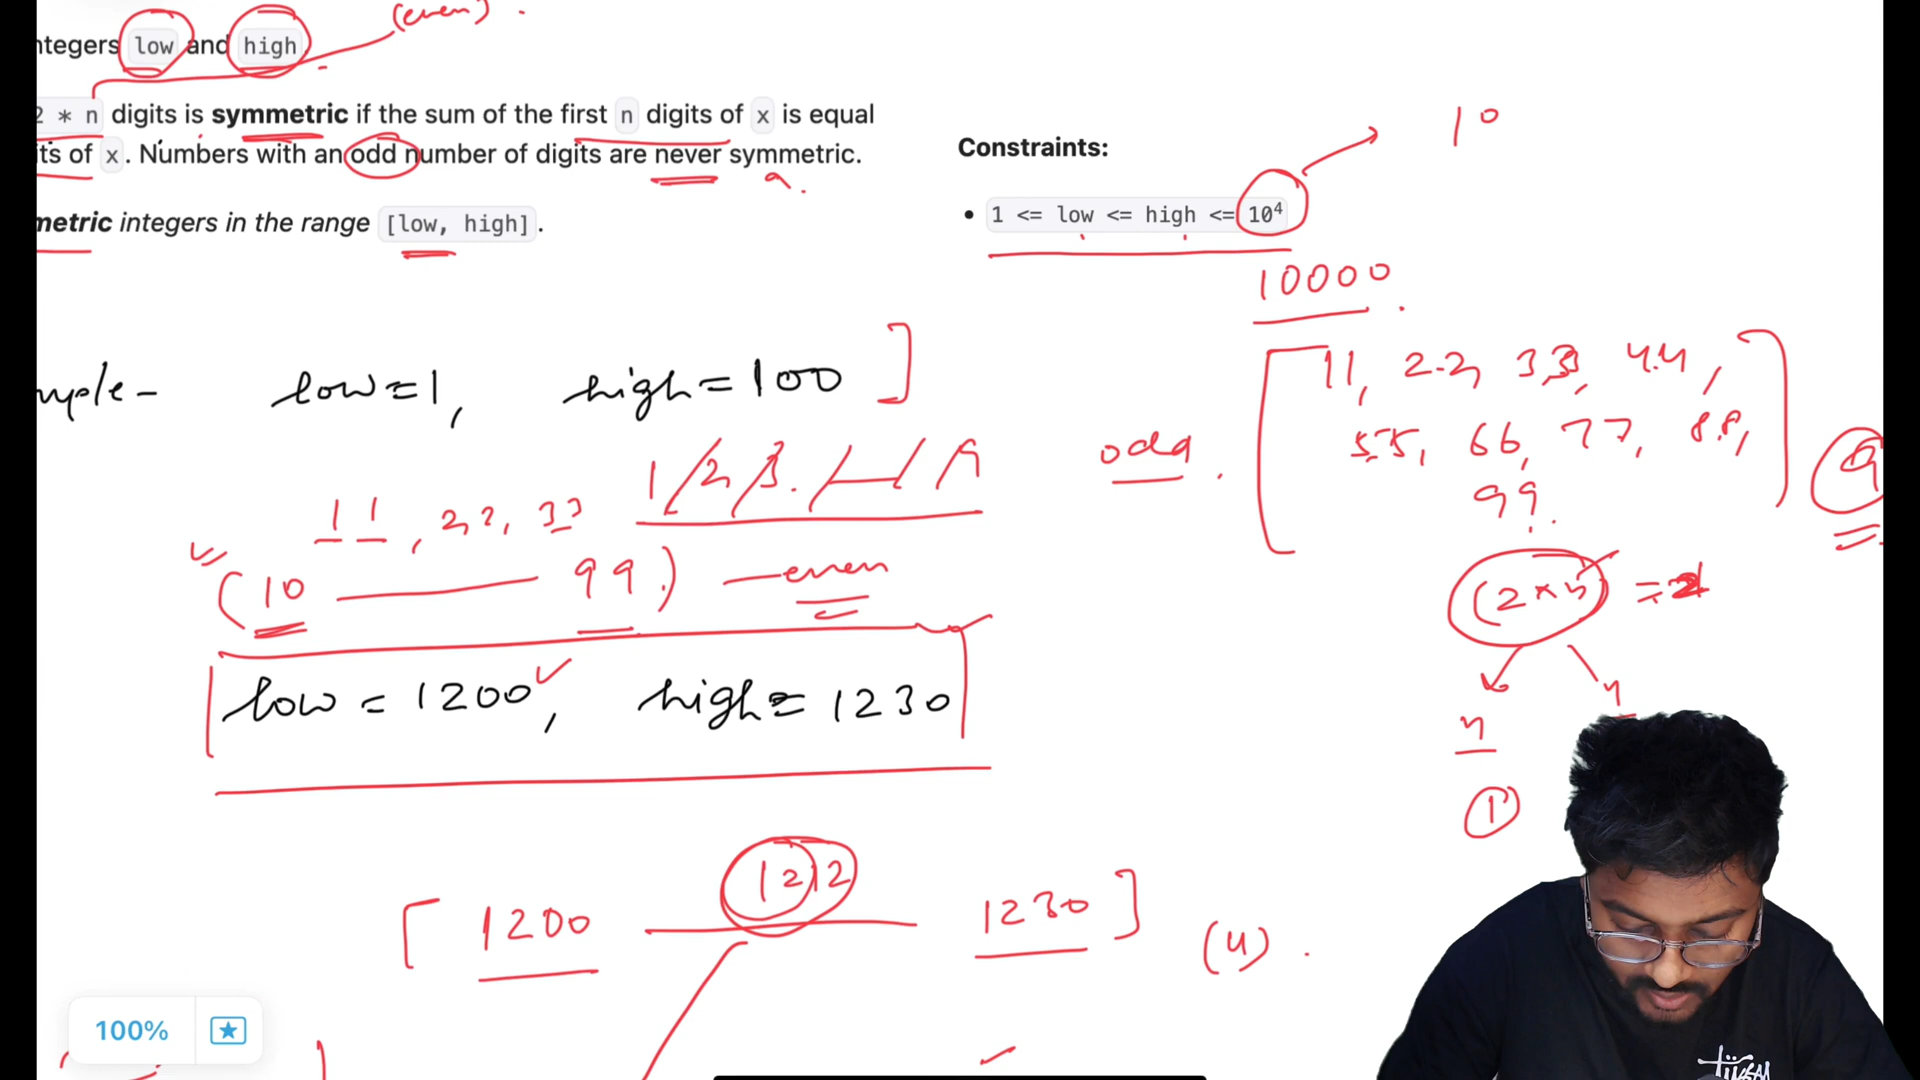 (even) .
ntegers low and high
2 * n digits is symmetric if the sum of the first n digits of x is equal
its of x. Numbers with an odd number of digits are never symmetric.
metric integers in the range [low, high].
Constraints:
10
1 <= low <= high <= 10⁴
10000
mple - low = 1, high = 100 ]
1 / 2 / 3 . / — / 9
odd .
[ 11, 22, 33, 44,
55, 66, 77, 88,
99 . ]
9
11, 22, 33
(10 —— 99.) — even
(2 * n) = 2
n n
1
low = 1200, high = 1230
[ 1200 —— 1212 —— 1230 ] (4) .
100%